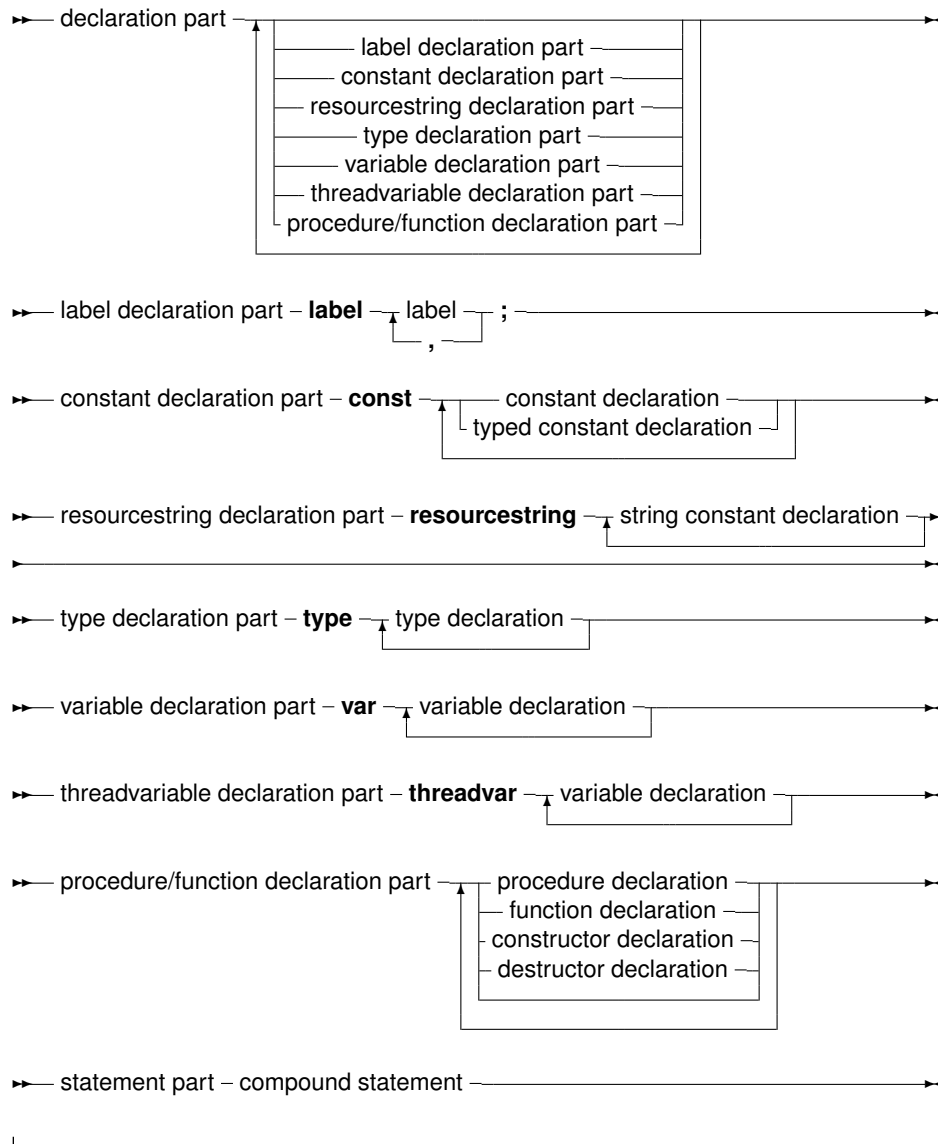 declaration part
label declaration part
constant declaration part
resourcestring declaration part
type declaration part
variable declaration part
threadvariable declaration part
procedure/function declaration part
label declaration part label label ;
,
constant declaration part const constant declaration
typed constant declaration
resourcestring declaration part resourcestring string constant declaration
type declaration part type type declaration
variable declaration part var variable declaration
threadvariable declaration part threadvar variable declaration
procedure/function declaration part procedure declaration
function declaration
constructor declaration
destructor declaration
statement part compound statement